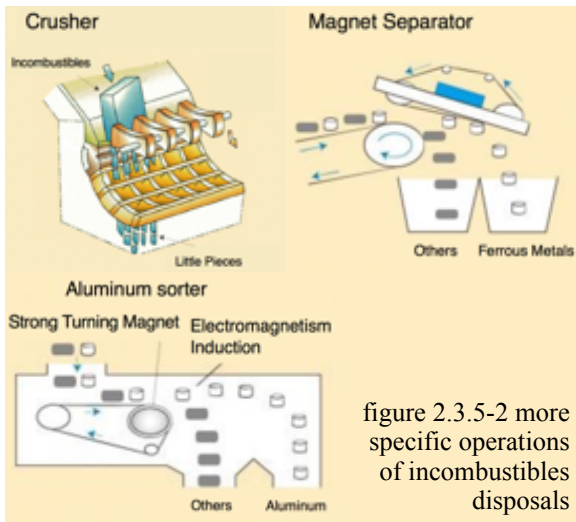 Crusher
Incombustibles
Little Pieces
Magnet Separator
Others Ferrous Metals
Aluminum sorter
Strong Turning Magnet
Electromagnetism
Induction
Others Aluminum
figure 2.3.5-2 more
specific operations
of incombustibles
disposals